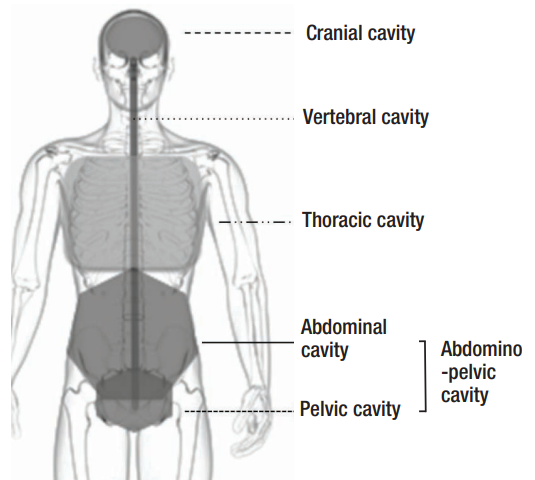 Cranial cavity
Vertebral cavity
Thoracic cavity
Abdominal
cavity
Abdomino
-pelvic
cavity
Pelvic cavity